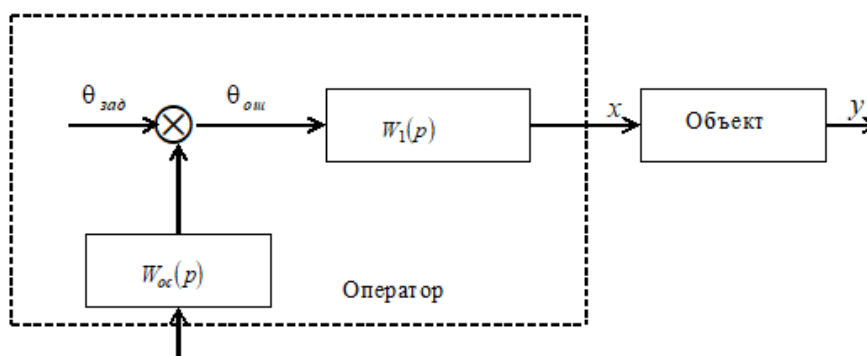 θ зад
θ ош
W₁(p)
x
Объект
y
Wос(p)
Оператор